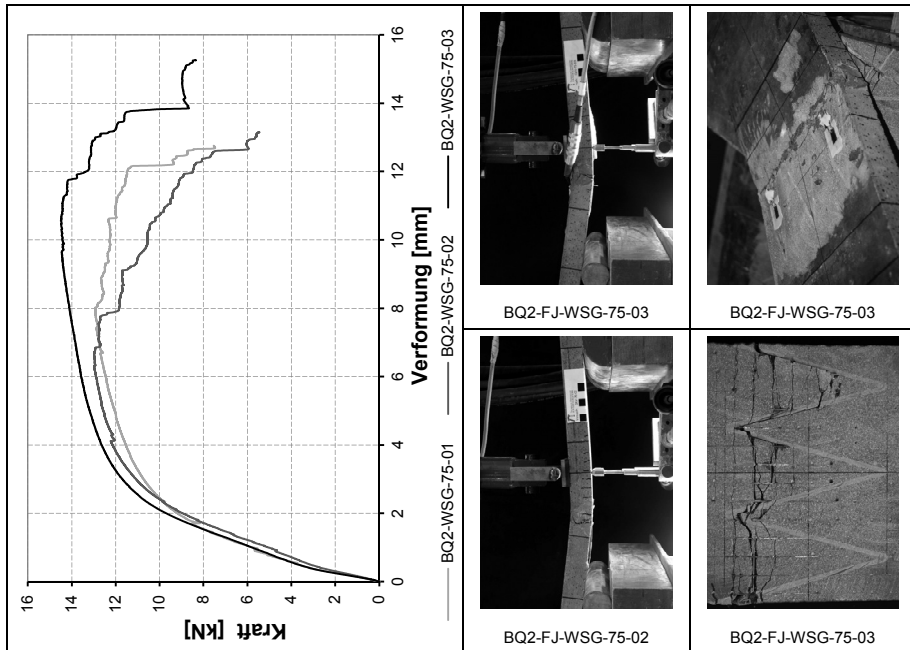 Kraft [kN]
16
14
12
10
8
6
4
2
0
0
2
4
6
8
10
12
14
16
Verformung [mm]
BQ2-WSG-75-01
BQ2-WSG-75-02
BQ2-WSG-75-03
BQ2-FJ-WSG-75-02
BQ2-FJ-WSG-75-03
BQ2-FJ-WSG-75-03
BQ2-FJ-WSG-75-03